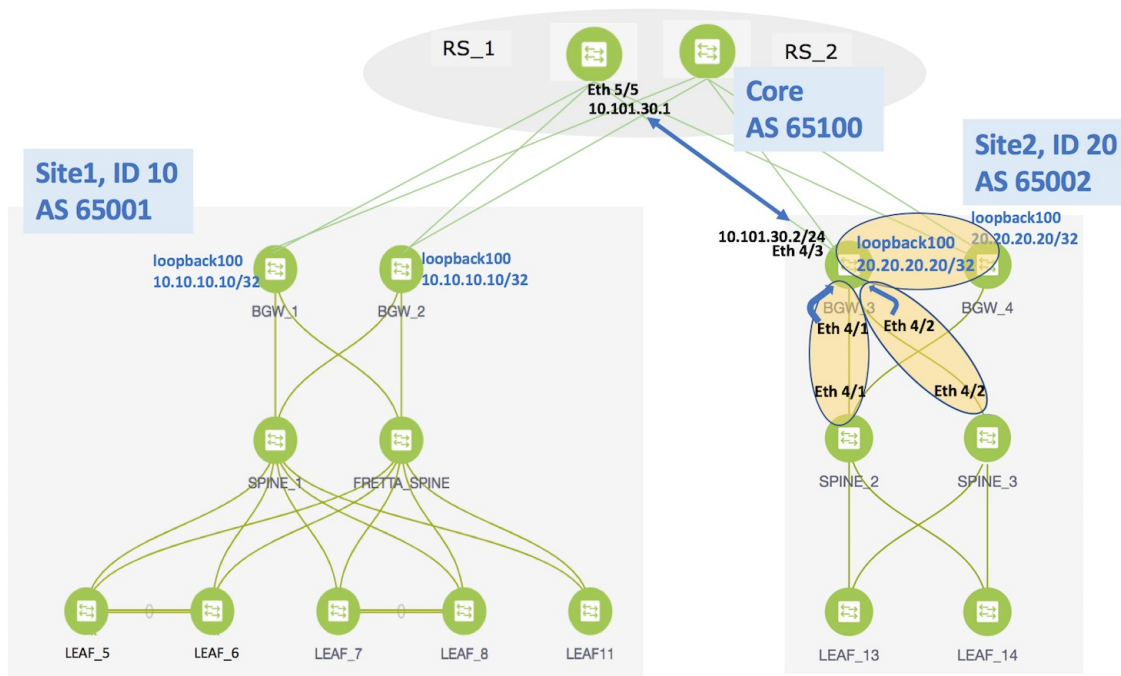 RS_1
RS_2
Eth 5/5
10.101.30.1
Core
AS 65100
Site1, ID 10
AS 65001
Site2, ID 20
AS 65002
loopback100
10.10.10.10/32
loopback100
10.10.10.10/32
10.101.30.2/24
Eth 4/3
loopback100
20.20.20.20/32
loopback100
20.20.20.20/32
BGW_1
BGW_2
BGW_3
BGW_4
Eth 4/1
Eth 4/2
Eth 4/1
Eth 4/2
SPINE_1
FRETTA_SPINE
SPINE_2
SPINE_3
0
0
LEAF_5
LEAF_6
LEAF_7
LEAF_8
LEAF11
LEAF_13
LEAF_14